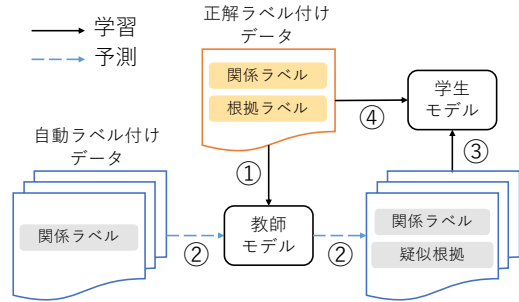 学習
予測
正解ラベル付け
データ
関係ラベル
根拠ラベル
④
学生
モデル
①
③
自動ラベル付け
データ
関係ラベル
②
教師
モデル
②
関係ラベル
疑似根拠